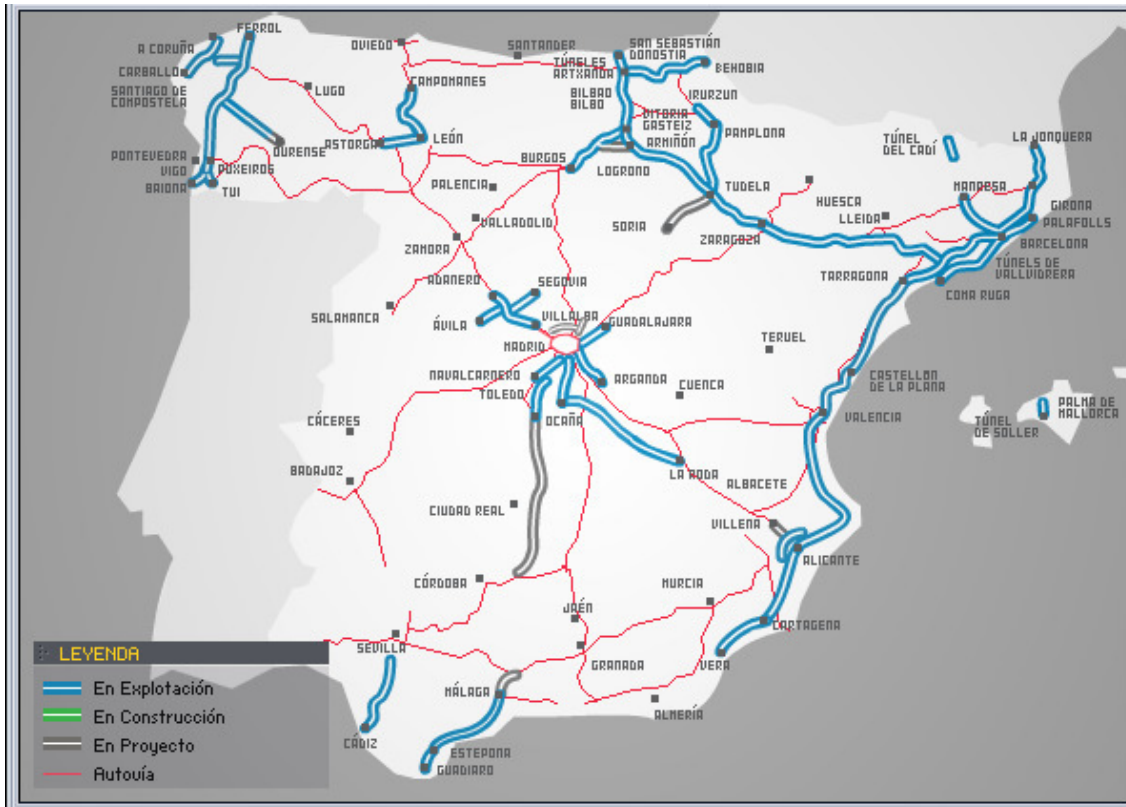 FERROL
A CORUÑA
OVIEDO
SANTANDER
SAN SEBASTIÁN
DONOSTIA
CARBALLO
TÚNELES
ARTXANDA
BEHOBIA
SANTIAGO DE
COMPOSTELA
LUGO
CAMPOMANES
BILBAO
BILBO
IRURZUN
VITORIA
GASTEIZ
PAMPLONA
TÚNEL
DEL CADÍ
LA JONQUERA
OURENSE
ASTORGA
LEÓN
ARMIÑÓN
PONTEVEDRA
VIGO
PUXEIROS
BAIONA
TUI
BURGOS
LOGRONO
PALENCIA
TUDELA
HUESCA
MANRESA
GIRONA
PALAFOLLS
VALLADOLID
SORIA
LLEIDA
ZAMORA
ZARAGOZA
BARCELONA
TÚNELS DE
VALLVIDRERA
ADANERO
SEGOVIA
TARRAGONA
COMA RUGA
SALAMANCA
ÁVILA
VILLALBA
GUADALAJARA
MADRID
TERUEL
NAVALCARNERO
ARGANDA
CUENCA
CASTELLÓN
DE LA PLANA
TOLEDO
OCAÑA
VALENCIA
PALMA DE
MALLORCA
TÚNEL
DE SOLLER
CÁCERES
BADAJOZ
LA RODA
ALBACETE
CIUDAD REAL
VILLENA
ALICANTE
CÓRDOBA
MURCIA
JAÉN
CARTAGENA
SEVILLA
GRANADA
VERA
MÁLAGA
ALMERÍA
CÁDIZ
ESTEPONA
GUADIARO
LEYENDA
En Explotación
En Construcción
En Proyecto
Autovía